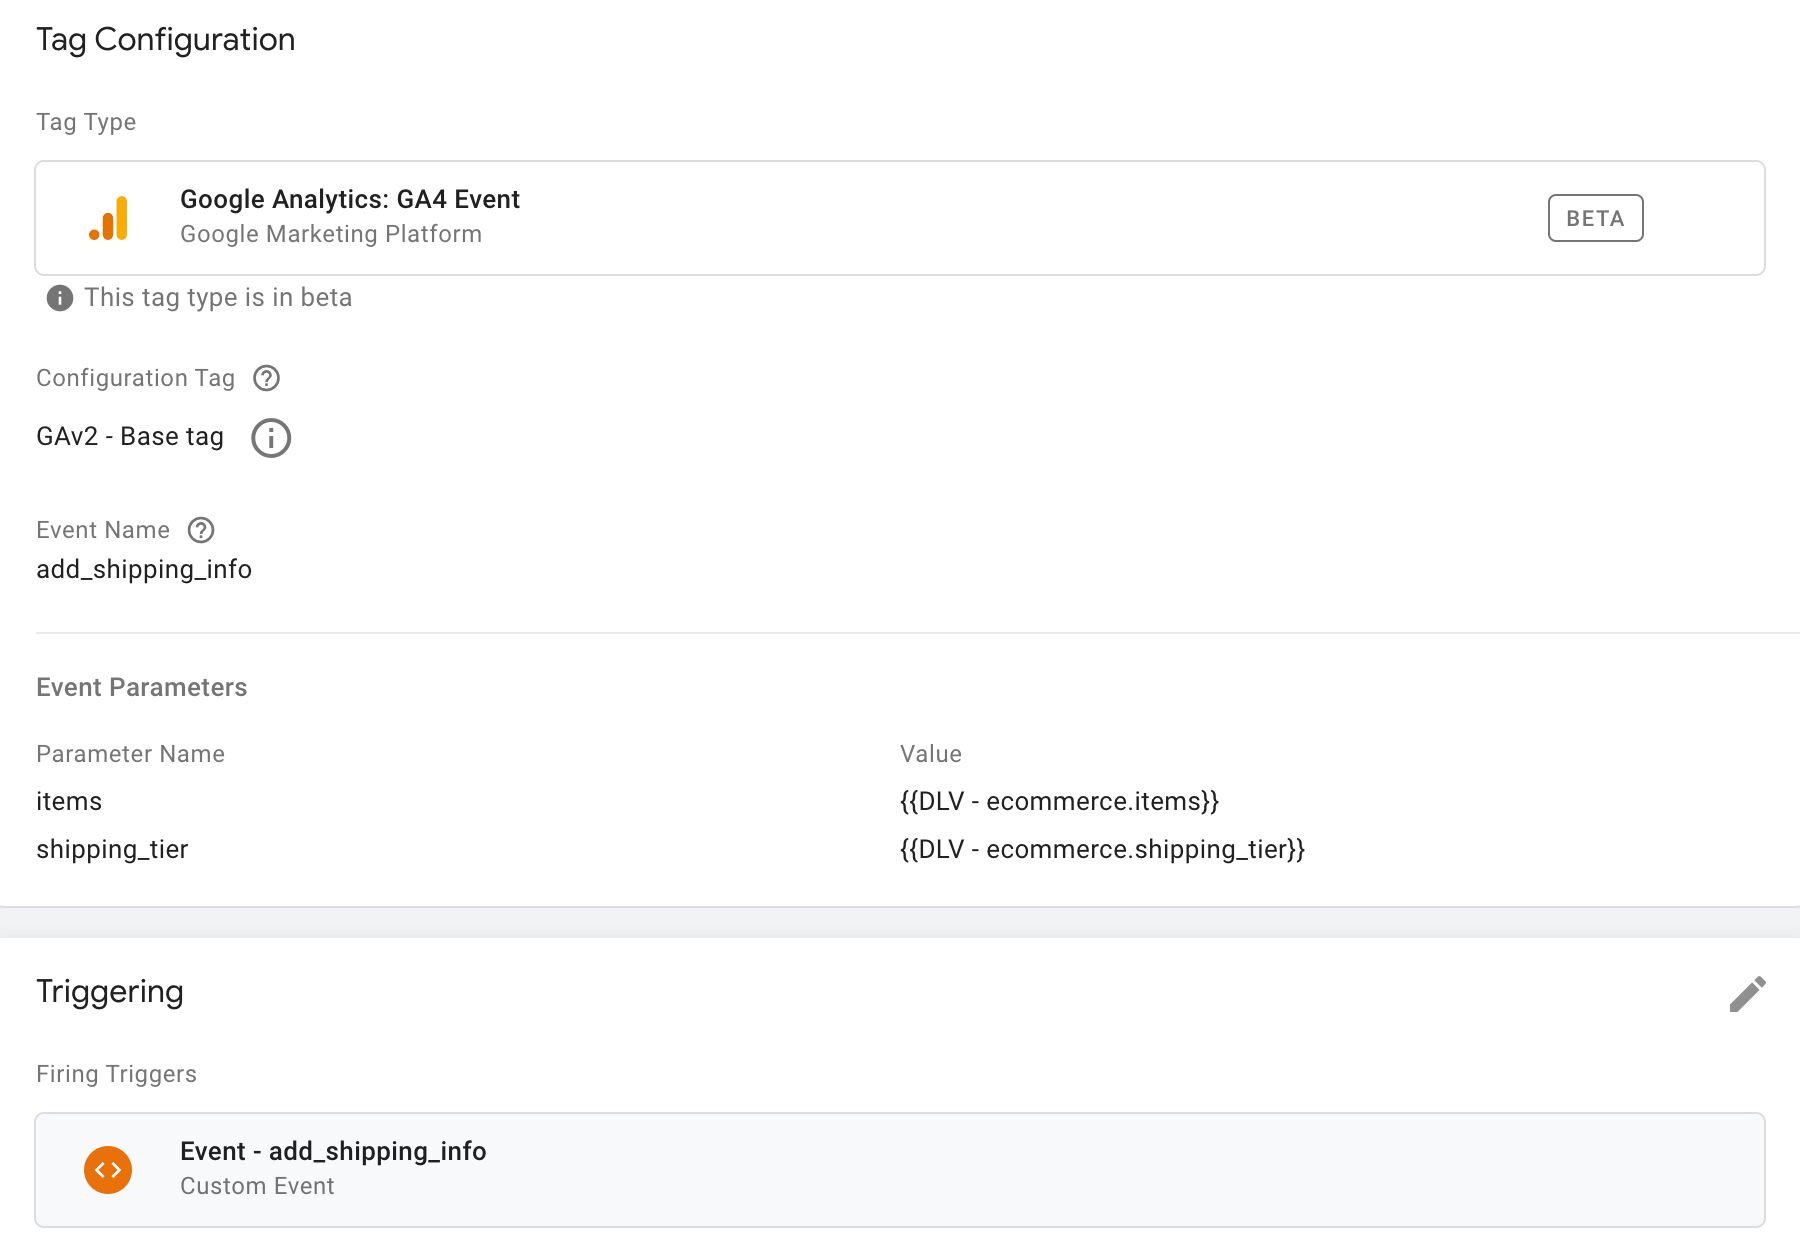 Tag Configuration
Tag Type
Google Analytics: GA4 Event
Google Marketing Platform
BETA
This tag type is in beta
Configuration Tag
GAv2 - Base tag
Event Name
add_shipping_info
Event Parameters
Parameter Name Value
items {{DLV - ecommerce.items}}
shipping_tier {{DLV - ecommerce.shipping_tier}}
Triggering
Firing Triggers
Event - add_shipping_info
Custom Event